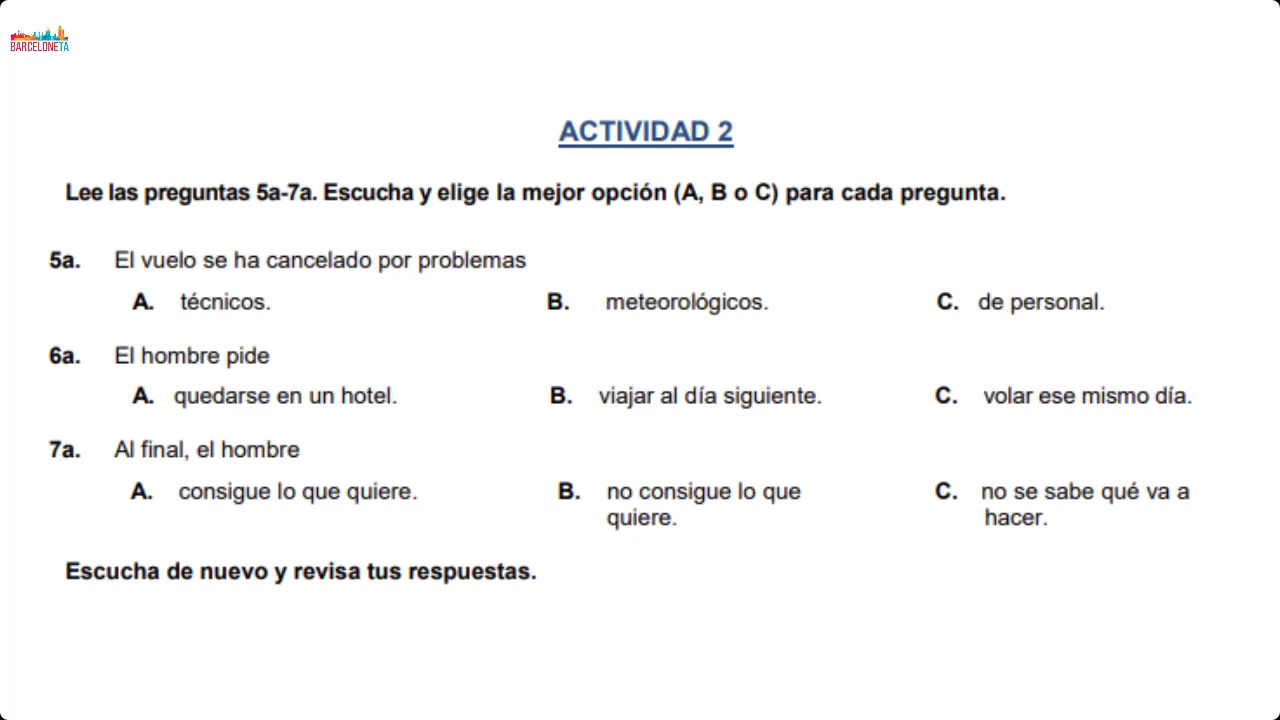 BARCELONETA
ACTIVIDAD 2
Lee las preguntas 5a-7a. Escucha y elige la mejor opción (A, B o C) para cada pregunta.
5a. El vuelo se ha cancelado por problemas
A. técnicos. B. meteorológicos. C. de personal.
6a. El hombre pide
A. quedarse en un hotel. B. viajar al día siguiente. C. volar ese mismo día.
7a. Al final, el hombre
A. consigue lo que quiere. B. no consigue lo que C. no se sabe qué va a
quiere. hacer.
Escucha de nuevo y revisa tus respuestas.